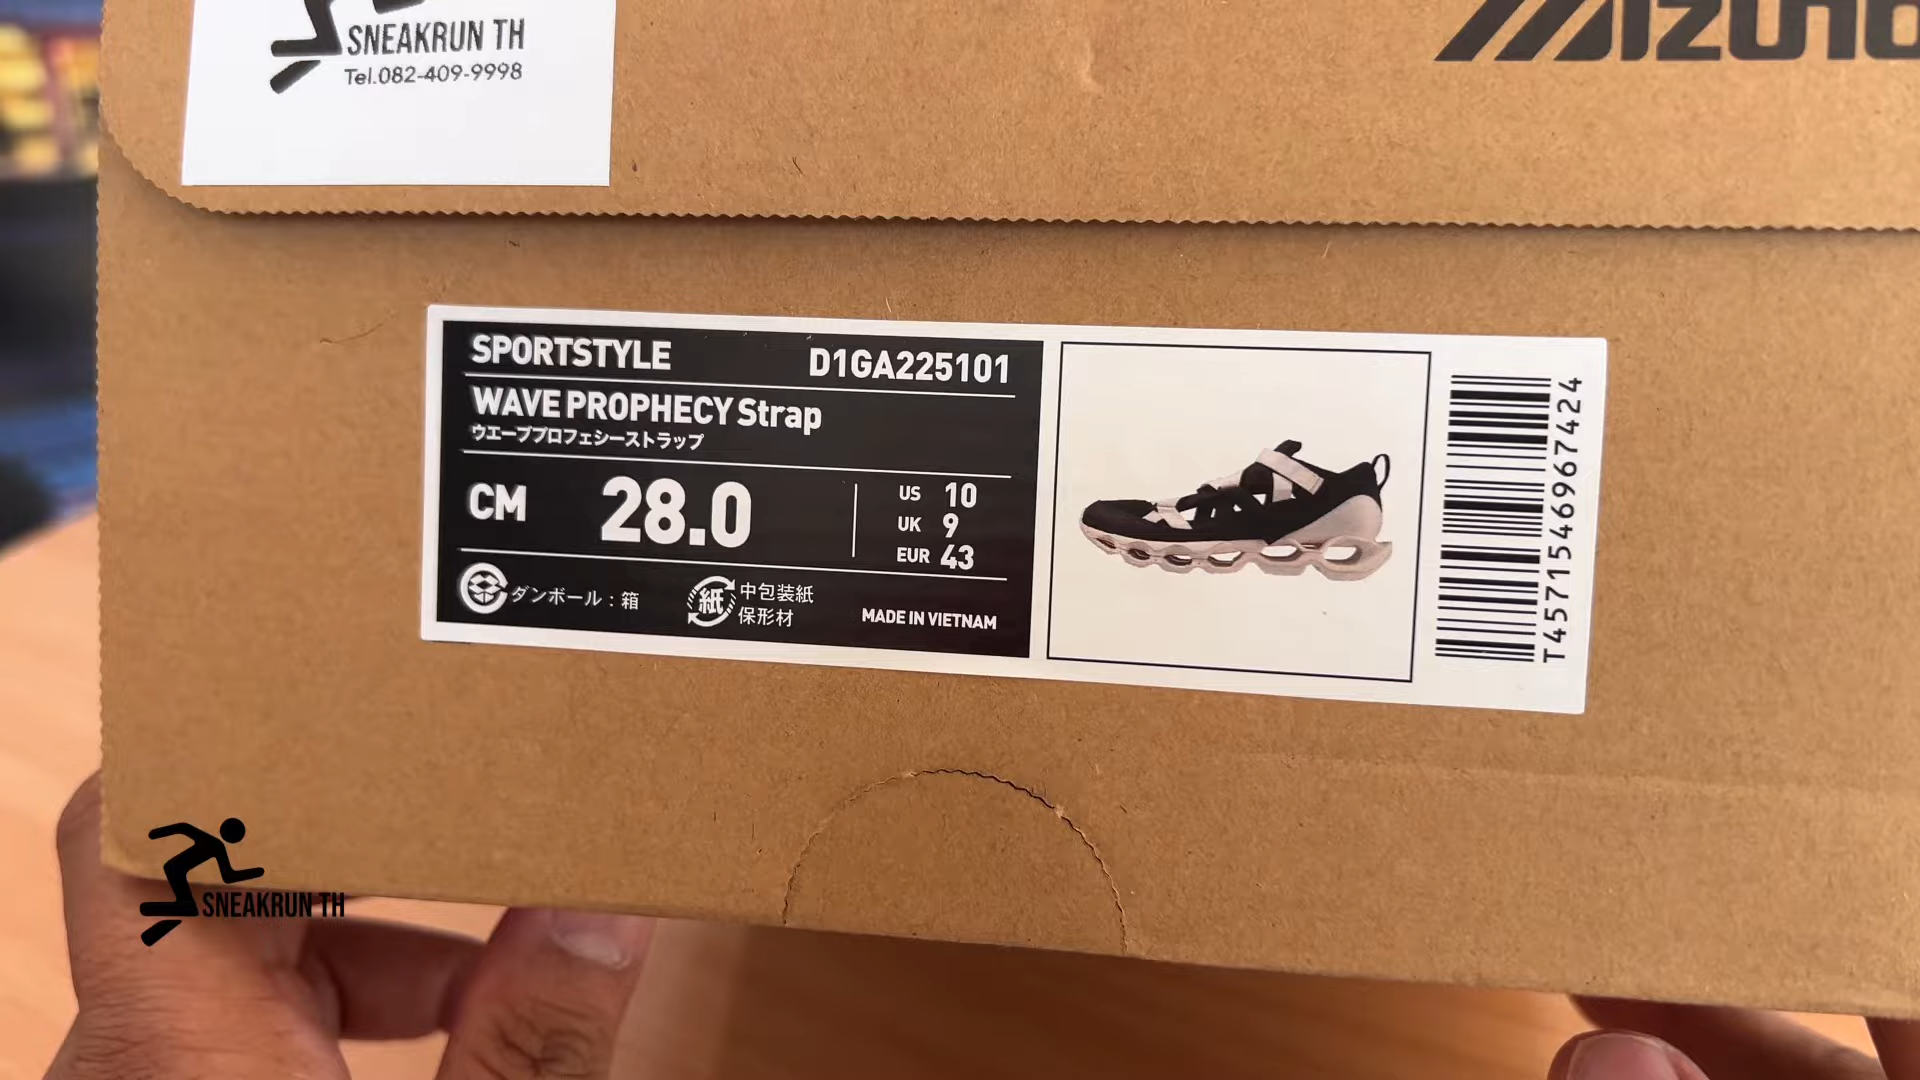 SNEAKRUN TH
Tel.082-409-9998
MIZUNO
SPORTSTYLE
D1GA225101
WAVE PROPHECY Strap
ウエーブプロフェシーストラップ
CM 28.0
US 10
UK 9
EUR 43
ダンボール：箱
紙
中包装紙
保形材
MADE IN VIETNAM
T4571546967424
SNEAKRUN TH